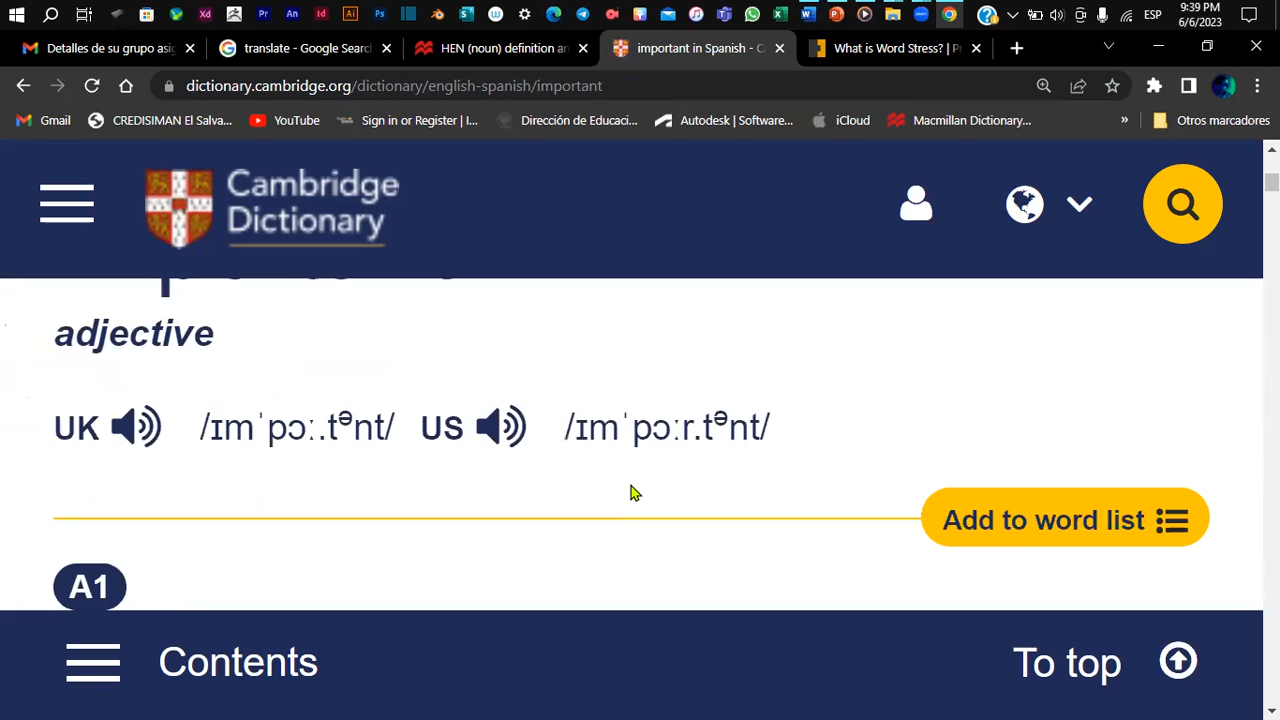 9:39 PM
ESP
6/6/2023
Detalles de su grupo asi
translate - Google Search
HEN (noun) definition an
important in Spanish - C
What is Word Stress? | P
dictionary.cambridge.org/dictionary/english-spanish/important
Gmail
CREDISIMAN El Salva...
YouTube
Sign in or Register | I...
Dirección de Educaci...
Autodesk | Software...
iCloud
Macmillan Dictionary...
»
Otros marcadores
Cambridge
Dictionary
adjective
UK /ɪmˈpɔː.tᵊnt/ US /ɪmˈpɔːr.tᵊnt/
Add to word list
A1
Contents
To top